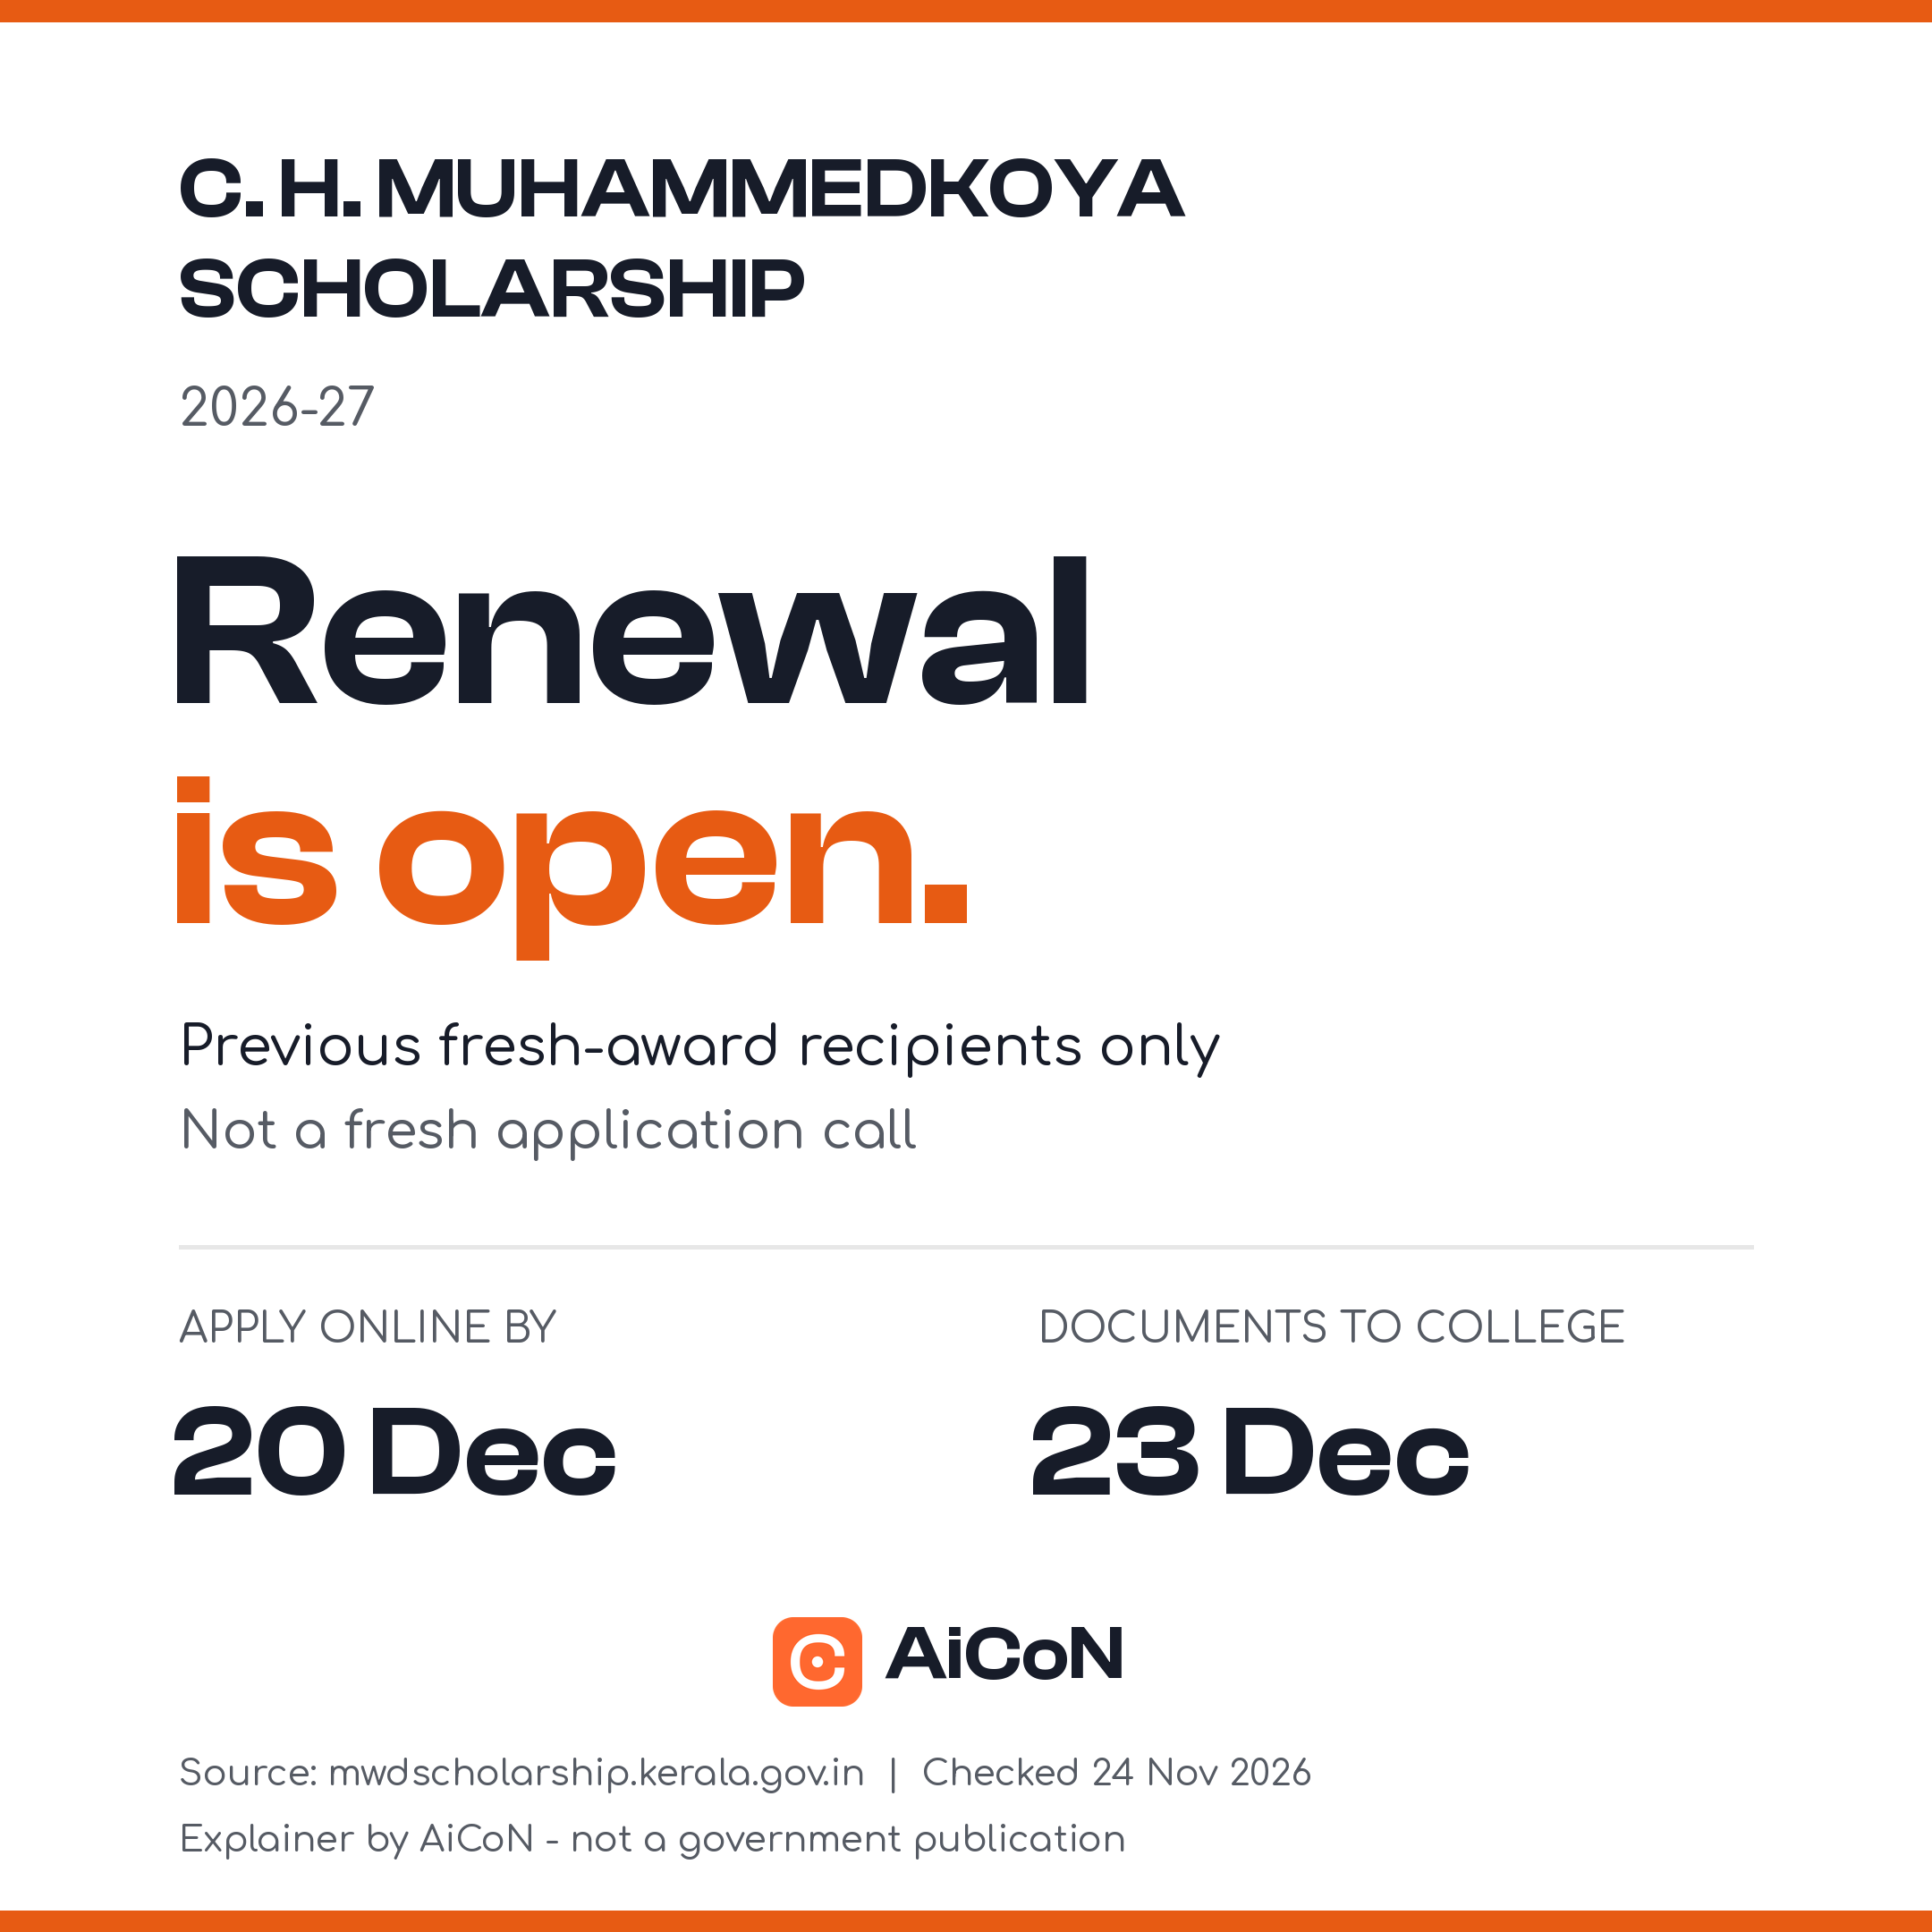 C. H. MUHAMMEDKOYA
SCHOLARSHIP
2026-27
Renewal
is open.
Previous fresh-award recipients only
Not a fresh application call
APPLY ONLINE BY
20 Dec
DOCUMENTS TO COLLEGE
23 Dec
C AiCoN
Source: mwdscholarship.kerala.gov.in | Checked 24 Nov 2026
Explainer by AiCoN - not a government publication